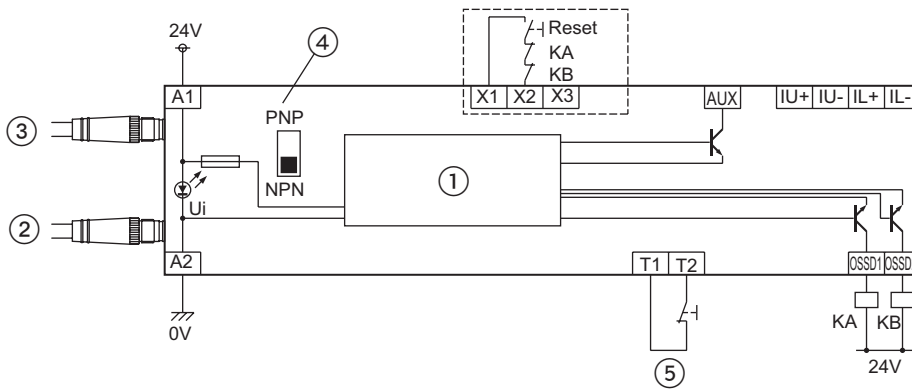 24V
④
Reset
KA
KB
A1
X1 X2 X3
AUX
IU+ IU- IL+ IL-
③
PNP
NPN
①
Ui
②
A2
T1 T2
OSSD1 OSSD
0V
⑤
KA KB
24V